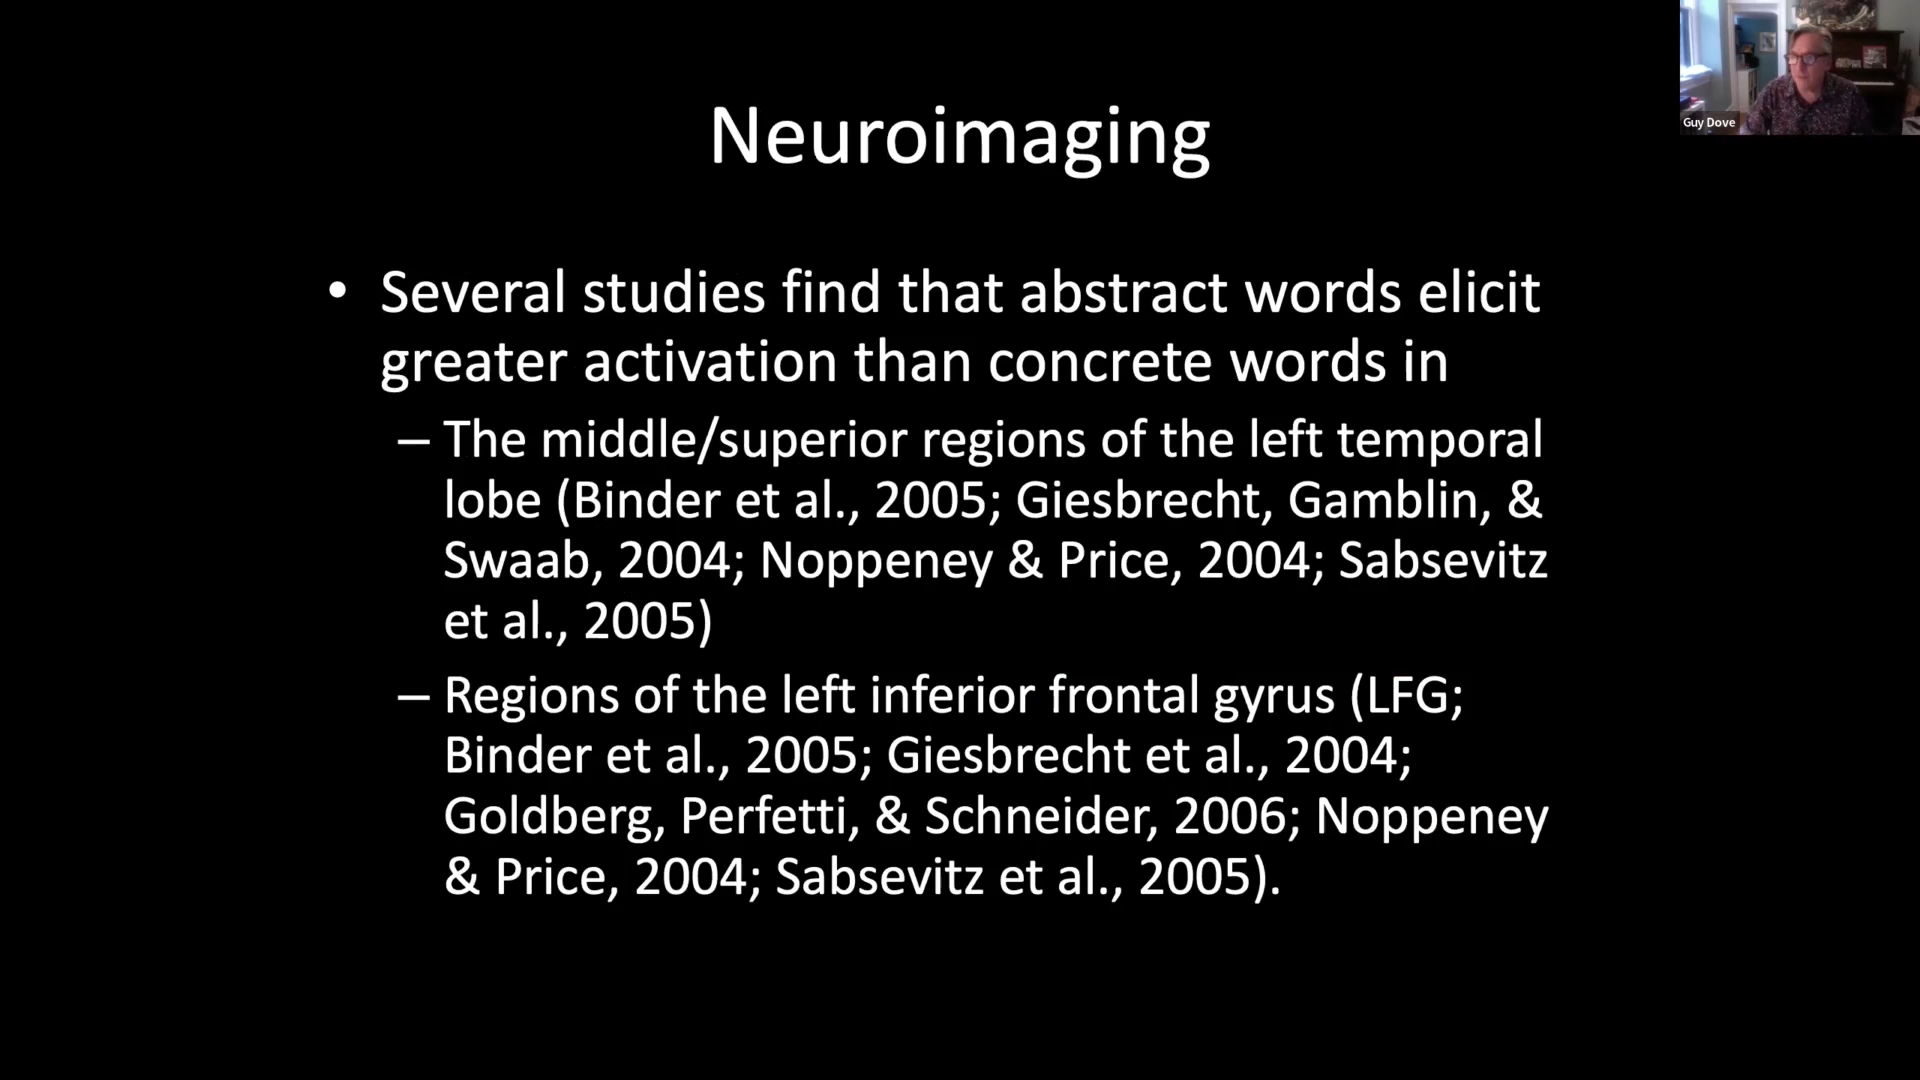 Neuroimaging
• Several studies find that abstract words elicit
greater activation than concrete words in
– The middle/superior regions of the left temporal
lobe (Binder et al., 2005; Giesbrecht, Gamblin, &
Swaab, 2004; Noppeney & Price, 2004; Sabsevitz
et al., 2005)
– Regions of the left inferior frontal gyrus (LFG;
Binder et al., 2005; Giesbrecht et al., 2004;
Goldberg, Perfetti, & Schneider, 2006; Noppeney
& Price, 2004; Sabsevitz et al., 2005).
Guy Dove